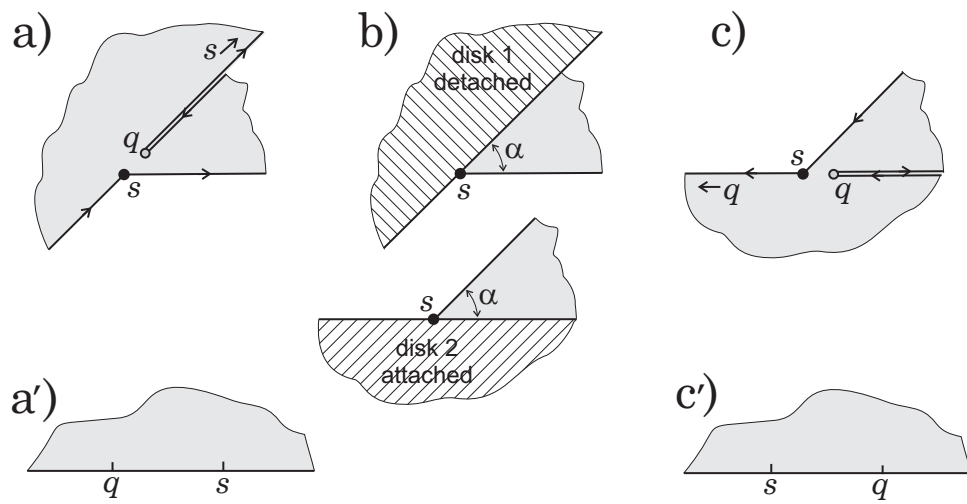 a)
s
q
s
b)
disk 1
detached
α
s
s
α
disk 2
attached
c)
s
q
q
a′)
q s
c′)
s q